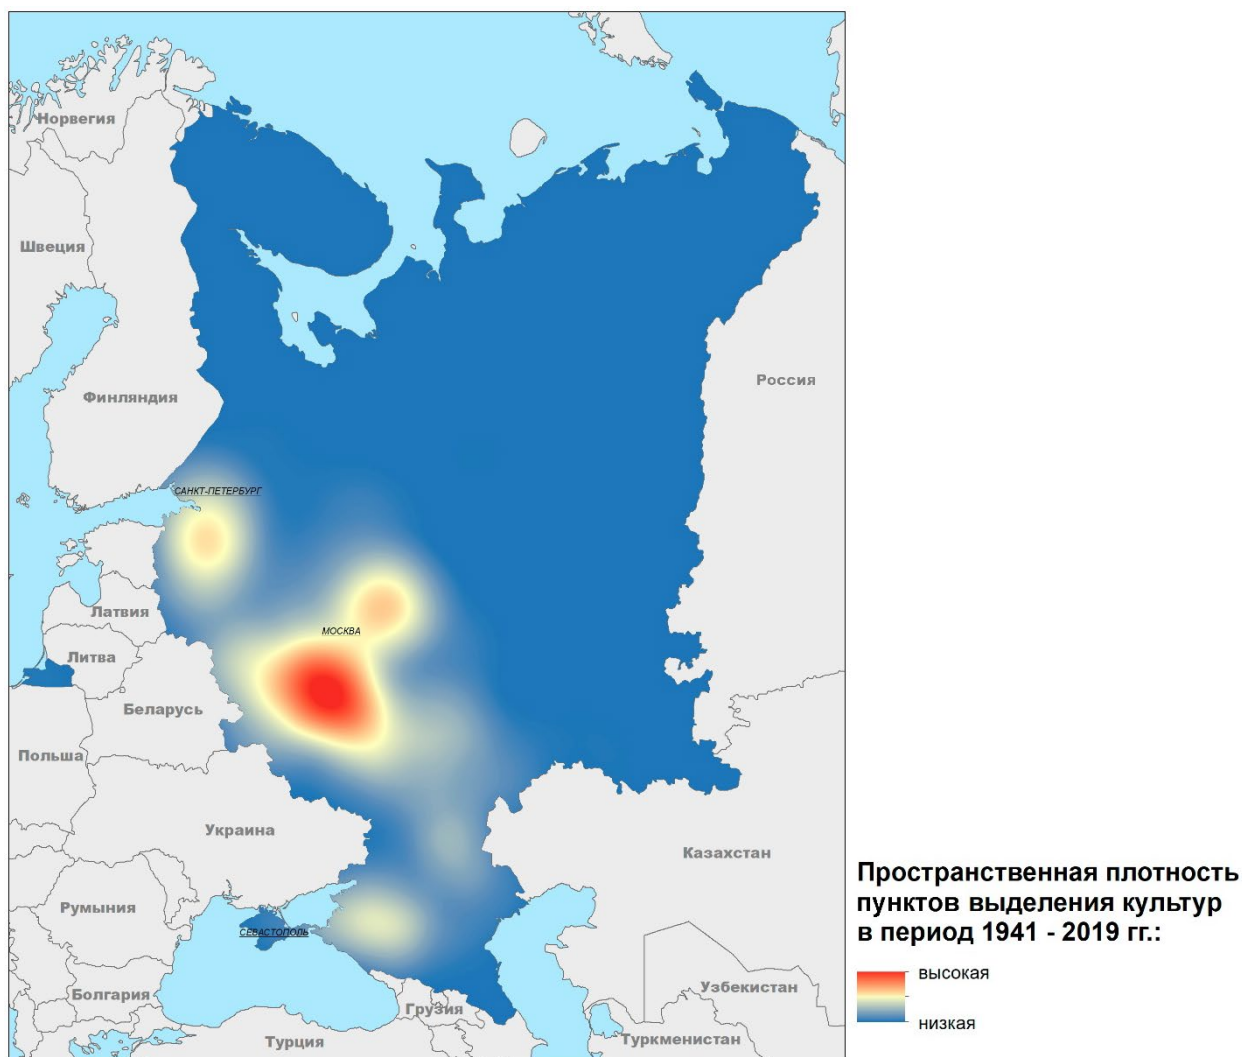 Норвегия
Швеция
Финляндия
Россия
САНКТ-ПЕТЕРБУРГ
Латвия
МОСКВА
Литва
Беларусь
Польша
Украина
Казахстан
Пространственная плотность
пунктов выделения культур
в период 1941 - 2019 гг.:
Румыния
СЕВАСТОПОЛЬ
высокая
Узбекистан
Болгария
Грузия
низкая
Турция
Туркменистан